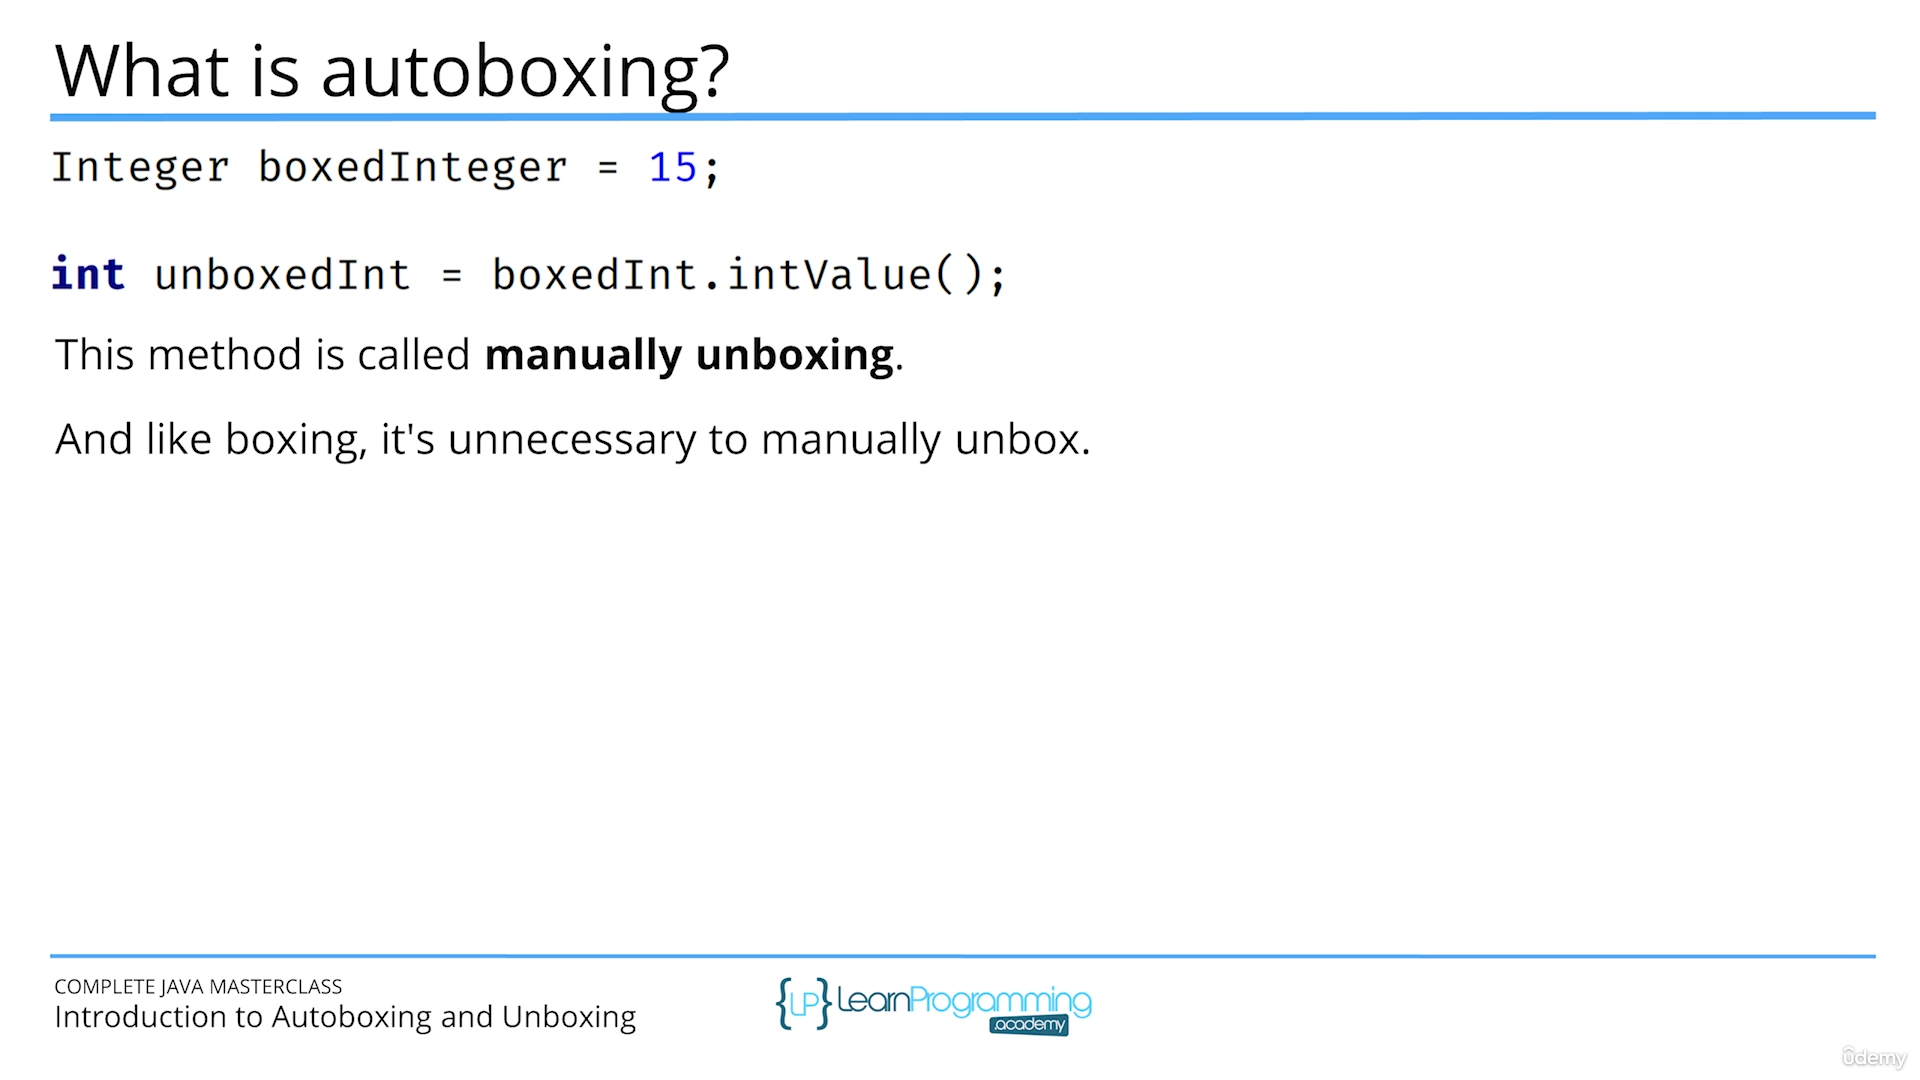 What is autoboxing?
Integer boxedInteger = 15;
int unboxedInt = boxedInt.intValue();
This method is called manually unboxing.
And like boxing, it's unnecessary to manually unbox.
COMPLETE JAVA MASTERCLASS
Introduction to Autoboxing and Unboxing
{LP} LearnProgramming
.academy
ûdemy